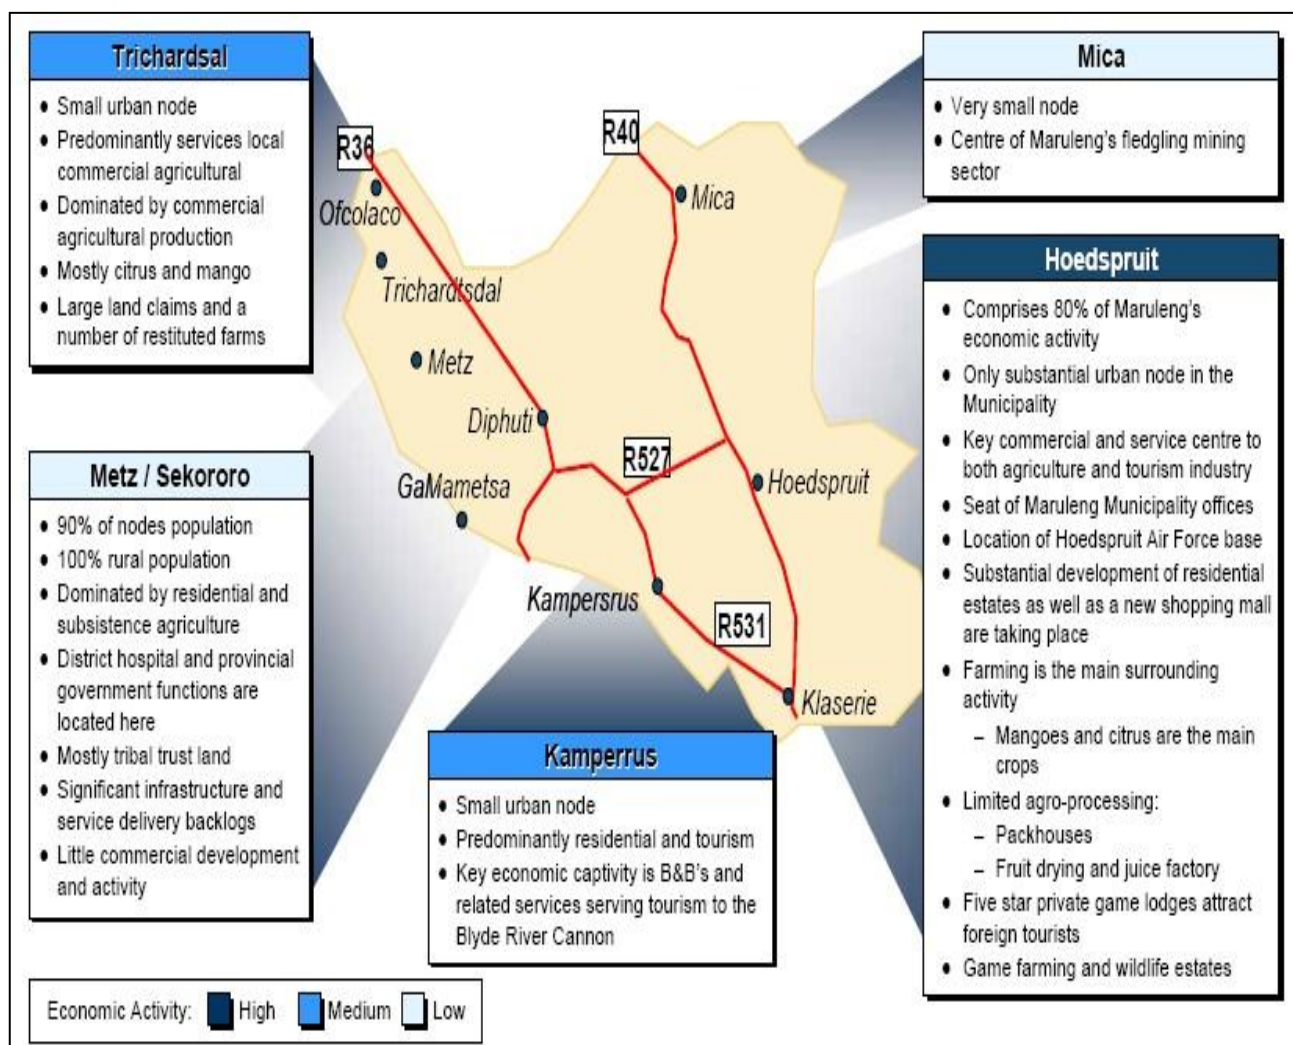 Trichardsal
• Small urban node
• Predominantly services local
commercial agricultural
• Dominated by commercial
agricultural production
• Mostly citrus and mango
• Large land claims and a
number of restituted farms
Metz / Sekororo
• 90% of nodes population
• 100% rural population
• Dominated by residential and
subsistence agriculture
• District hospital and provincial
government functions are
located here
• Mostly tribal trust land
• Significant infrastructure and
service delivery backlogs
• Little commercial development
and activity
R36
R40
Ofcolaco
Mica
Trichardtsdal
Metz
Diphuti
R527
GaMametsa
Hoedspruit
Kampersrus
R531
Klaserie
Kamperrus
• Small urban node
• Predominantly residential and tourism
• Key economic captivity is B&B's and
related services serving tourism to the
Blyde River Cannon
Mica
• Very small node
• Centre of Maruleng's fledgling mining
sector
Hoedspruit
• Comprises 80% of Maruleng's
economic activity
• Only substantial urban node in the
Municipality
• Key commercial and service centre to
both agriculture and tourism industry
• Seat of Maruleng Municipality offices
• Location of Hoedspruit Air Force base
• Substantial development of residential
estates as well as a new shopping mall
are taking place
• Farming is the main surrounding
activity
– Mangoes and citrus are the main
crops
• Limited agro-processing:
– Packhouses
– Fruit drying and juice factory
• Five star private game lodges attract
foreign tourists
• Game farming and wildlife estates
Economic Activity: High Medium Low